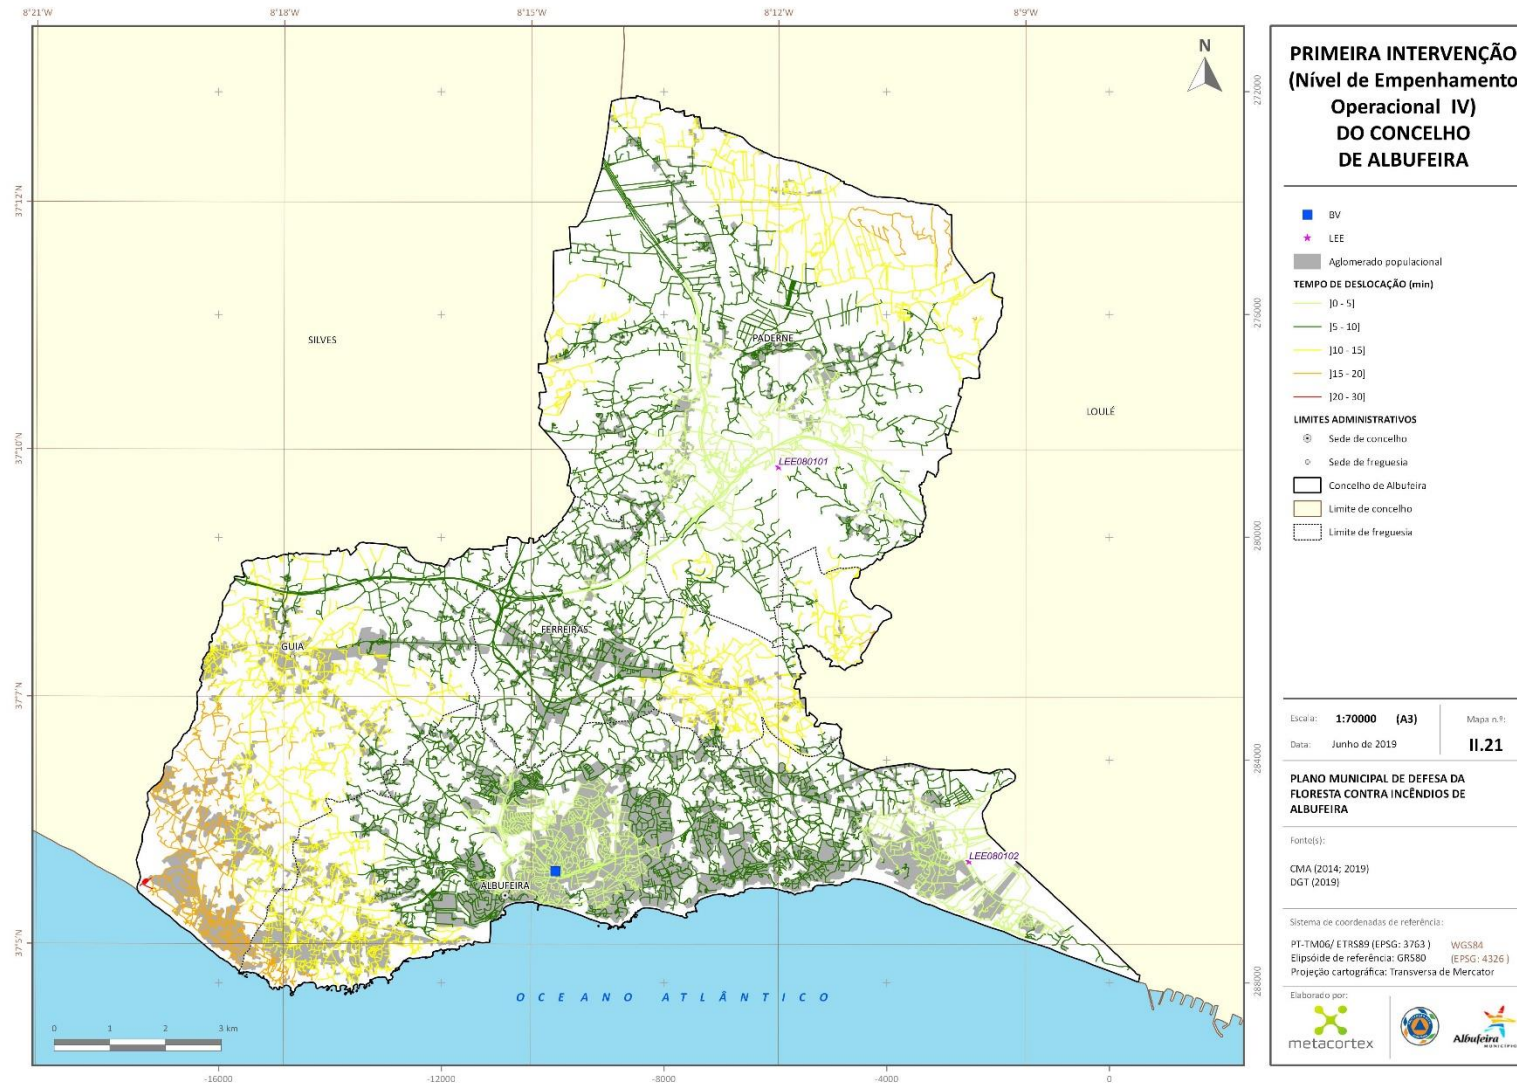 8°21'W 8°18'W 8°15'W 8°12'W 8°9'W
N
272000
37°12'N
276000
SILVES
PADERNE
LOULÉ
37°10'N
LEE080101
280000
FERREIRAS
GUIA
37°7'N
284000
LEE080102
ALBUFEIRA
37°5'N
OCEANO ATLÂNTICO
288000
0 1 2 3 km
-16000 -12000 -8000 -4000 0
PRIMEIRA INTERVENÇÃO
(Nível de Empenhamento
Operacional IV)
DO CONCELHO
DE ALBUFEIRA
BV
LEE
Aglomerado populacional
TEMPO DE DESLOCAÇÃO (min)
]0 - 5]
]5 - 10]
]10 - 15]
]15 - 20]
]20 - 30]
LIMITES ADMINISTRATIVOS
Sede de concelho
Sede de freguesia
Concelho de Albufeira
Limite de concelho
Limite de freguesia
Escala: 1:70000 (A3) Mapa n.º:
Data: Junho de 2019 II.21
PLANO MUNICIPAL DE DEFESA DA
FLORESTA CONTRA INCÊNDIOS DE
ALBUFEIRA
Fonte(s):
CMA (2014; 2019)
DGT (2019)
Sistema de coordenadas de referência:
PT-TM06/ ETRS89 (EPSG: 3763 ) WGS84
Elipsóide de referência: GRS80 (EPSG: 4326 )
Projeção cartográfica: Transversa de Mercator
Elaborado por:
metacortex
Albufeira